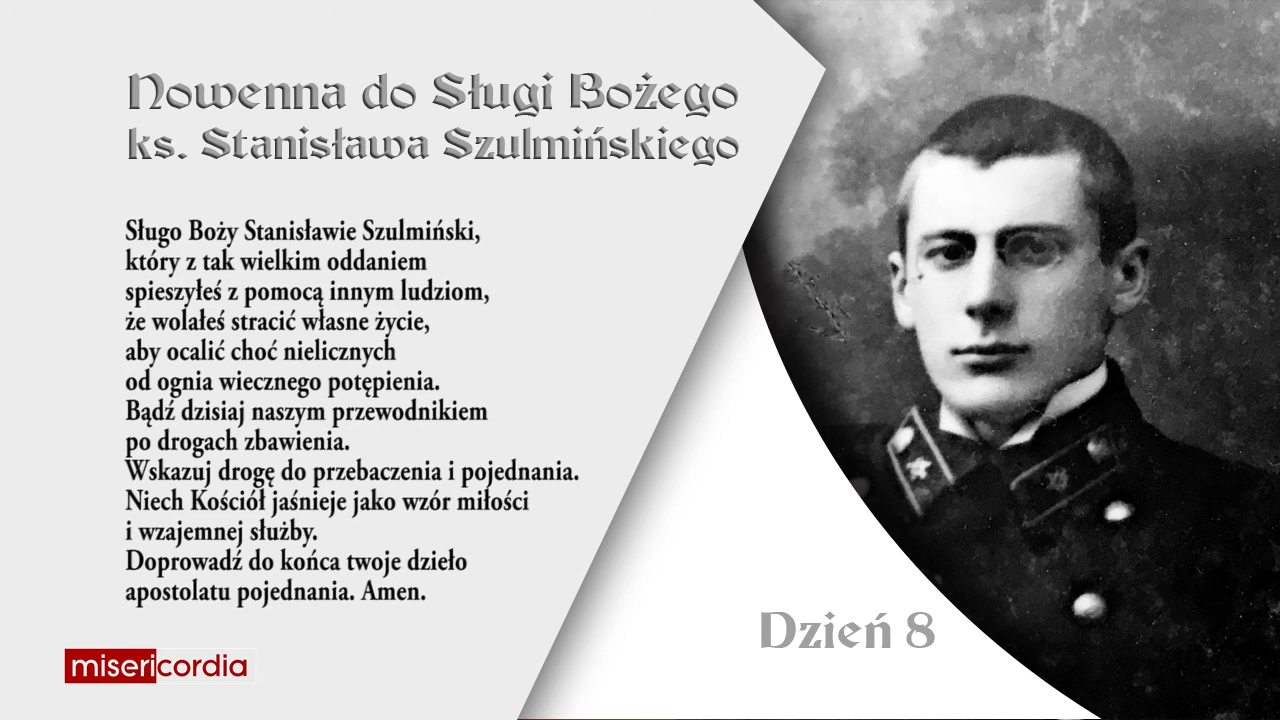 Nowenna do Sługi Bożego
ks. Stanisława Szulmińskiego
Sługo Boży Stanisławie Szulmiński,
który z tak wielkim oddaniem
spieszyłeś z pomocą innym ludziom,
że wolałeś stracić własne życie,
aby ocalić choć nielicznych
od ognia wiecznego potępienia.
Bądź dzisiaj naszym przewodnikiem
po drogach zbawienia.
Wskazuj drogę do przebaczenia i pojednania.
Niech Kościół jaśnieje jako wzór miłości
i wzajemnej służby.
Doprowadź do końca twoje dzieło
apostolatu pojednania. Amen.
Dzień 8
misericordia